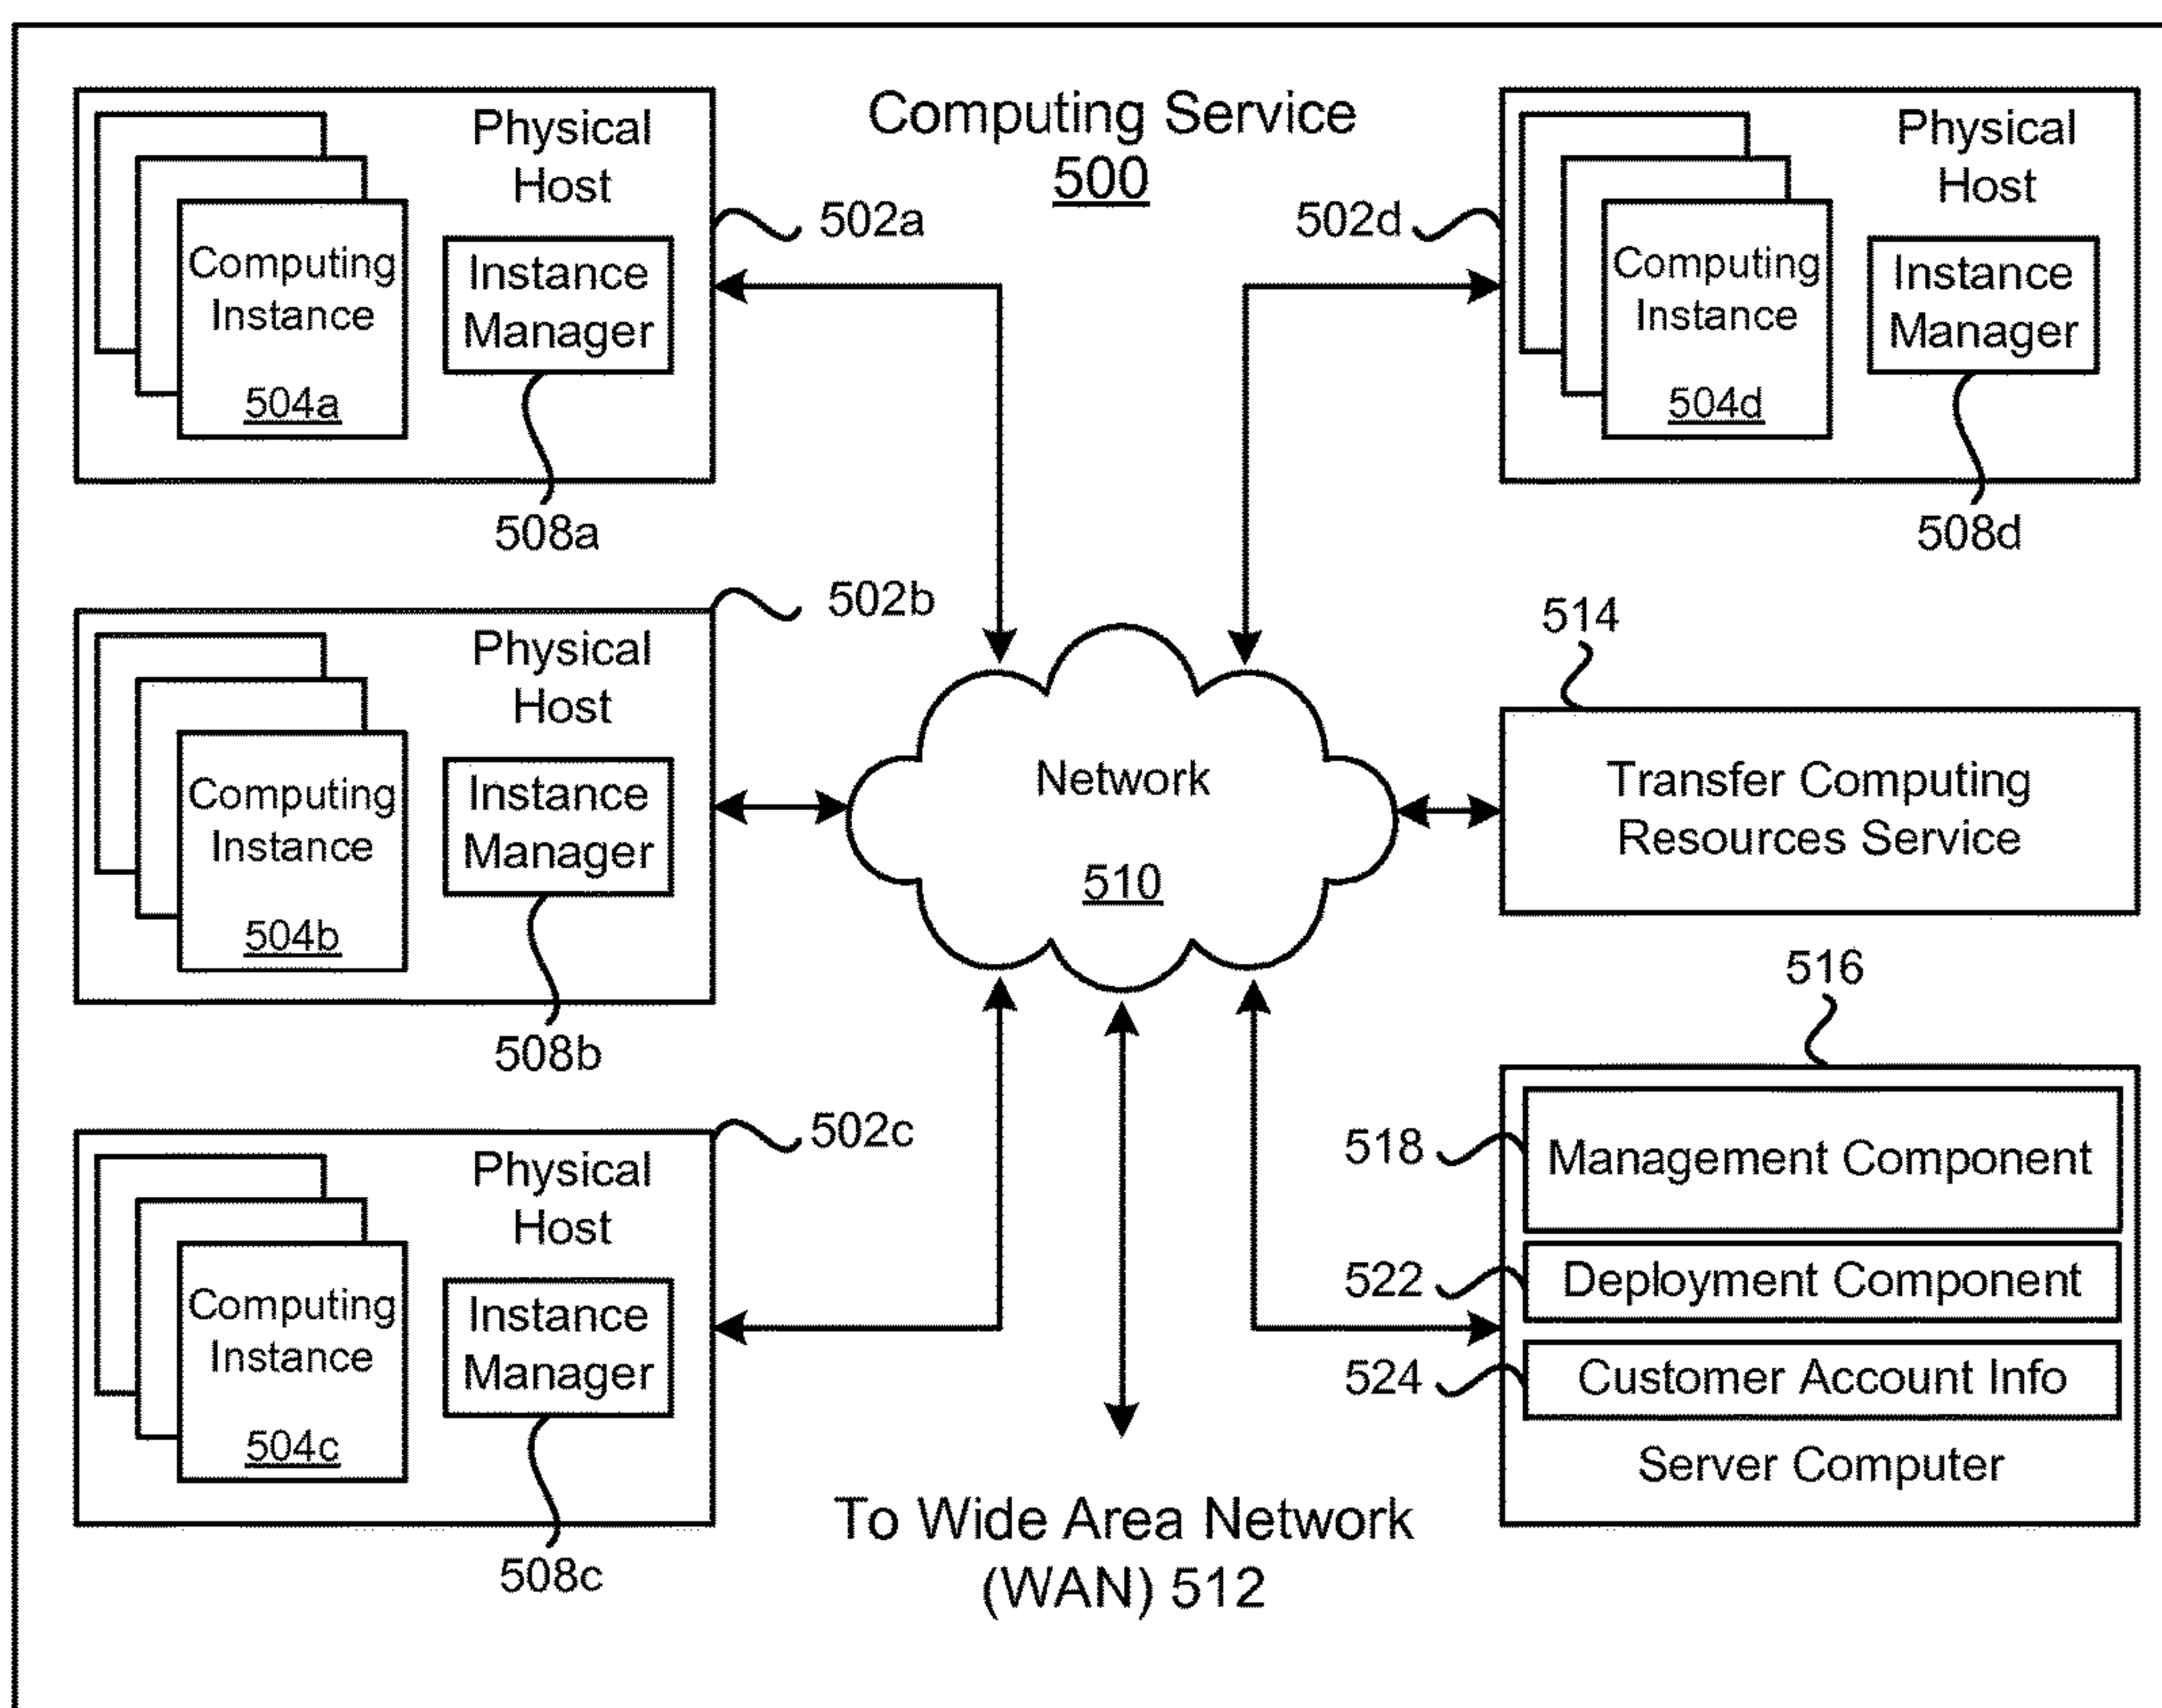 Computing Service
500
Physical
Host
Computing
Instance
504a
Instance
Manager
502a
508a
Physical
Host
Computing
Instance
504d
Instance
Manager
502d
508d
Physical
Host
Computing
Instance
504b
Instance
Manager
502b
508b
Network
510
514
Transfer Computing
Resources Service
Physical
Host
Computing
Instance
504c
Instance
Manager
502c
508c
516
518
Management Component
522
Deployment Component
524
Customer Account Info
Server Computer
To Wide Area Network
(WAN) 512